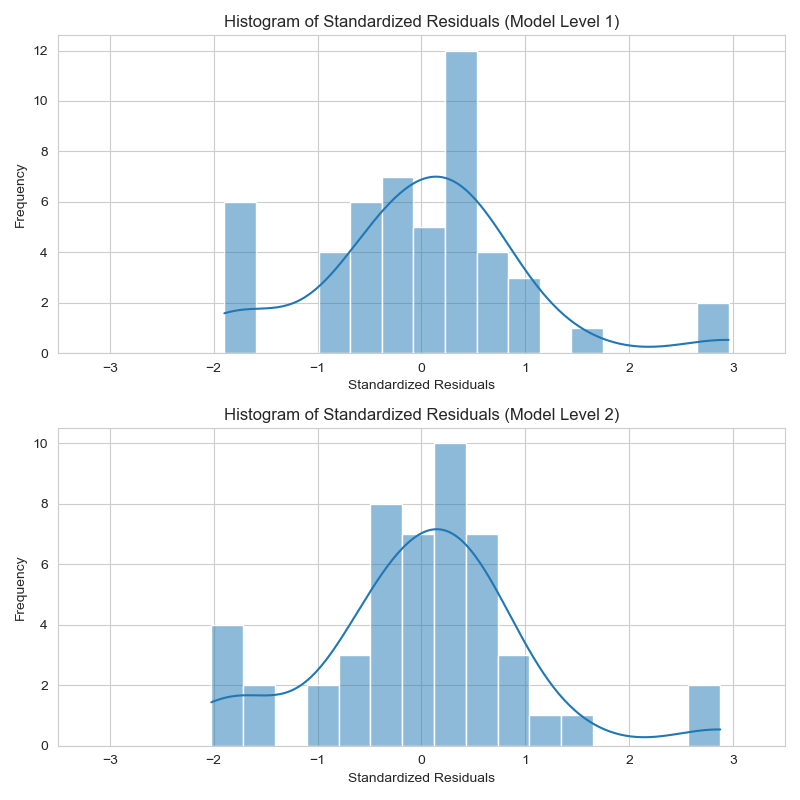 Histogram of Standardized Residuals (Model Level 1)
12
10
8
6
4
2
0
Frequency
−3 −2 −1 0 1 2 3
Standardized Residuals
Histogram of Standardized Residuals (Model Level 2)
10
8
6
4
2
0
Frequency
−3 −2 −1 0 1 2 3
Standardized Residuals